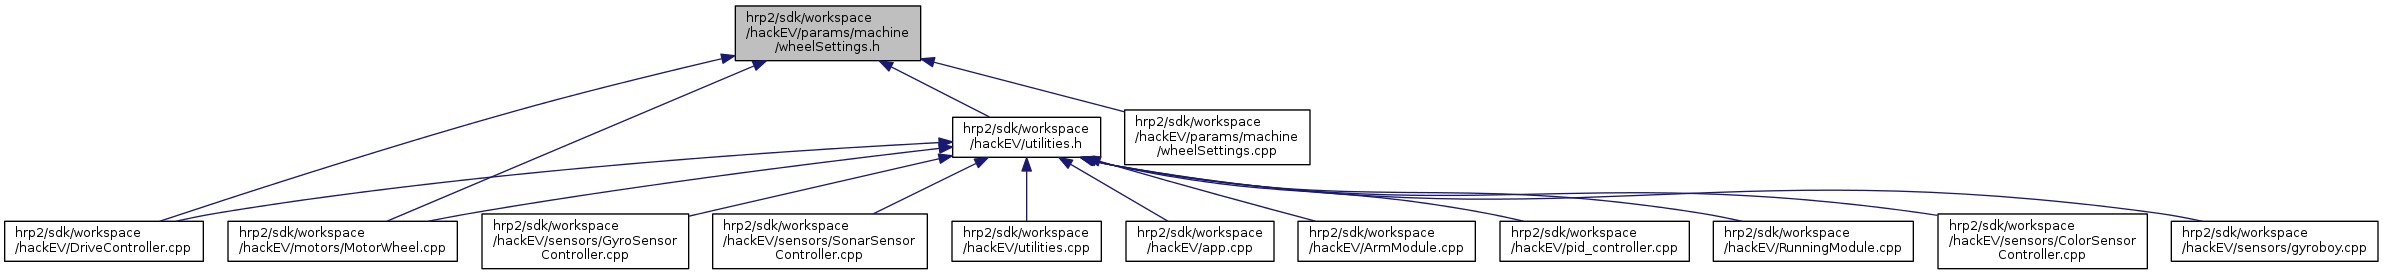 hrp2/sdk/workspace
/hackEV/params/machine
/wheelSettings.h
hrp2/sdk/workspace
/hackEV/utilities.h
hrp2/sdk/workspace
/hackEV/params/machine
/wheelSettings.cpp
hrp2/sdk/workspace
/hackEV/DriveController.cpp
hrp2/sdk/workspace
/hackEV/motors/MotorWheel.cpp
hrp2/sdk/workspace
/hackEV/sensors/GyroSensor
Controller.cpp
hrp2/sdk/workspace
/hackEV/sensors/SonarSensor
Controller.cpp
hrp2/sdk/workspace
/hackEV/utilities.cpp
hrp2/sdk/workspace
/hackEV/app.cpp
hrp2/sdk/workspace
/hackEV/ArmModule.cpp
hrp2/sdk/workspace
/hackEV/pid_controller.cpp
hrp2/sdk/workspace
/hackEV/RunningModule.cpp
hrp2/sdk/workspace
/hackEV/sensors/ColorSensor
Controller.cpp
hrp2/sdk/workspace
/hackEV/sensors/gyroboy.cpp